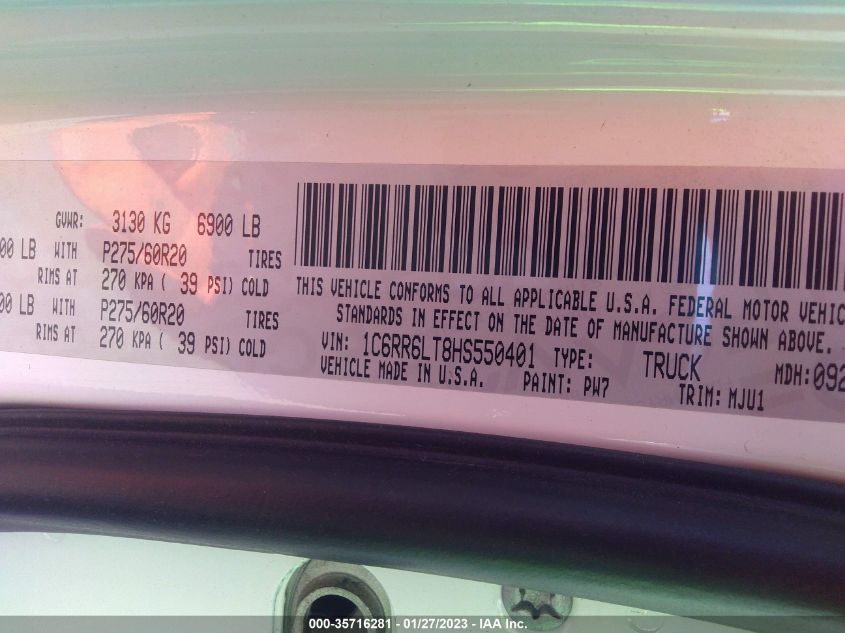 GVWR: 3130 KG 6900 LB
00 LB WITH P275/60R20 TIRES
RIMS AT 270 KPA ( 39 PSI) COLD
00 LB WITH P275/60R20 TIRES
RIMS AT 270 KPA ( 39 PSI) COLD
THIS VEHICLE CONFORMS TO ALL APPLICABLE U.S.A. FEDERAL MOTOR VEHIC
STANDARDS IN EFFECT ON THE DATE OF MANUFACTURE SHOWN ABOVE.
VIN: 1C6RR6LT8HS550401 TYPE: TRUCK MDH:092
VEHICLE MADE IN U.S.A. PAINT: PW7 TRIM: MJU1
000-35716281 - 01/27/2023 - IAA Inc.